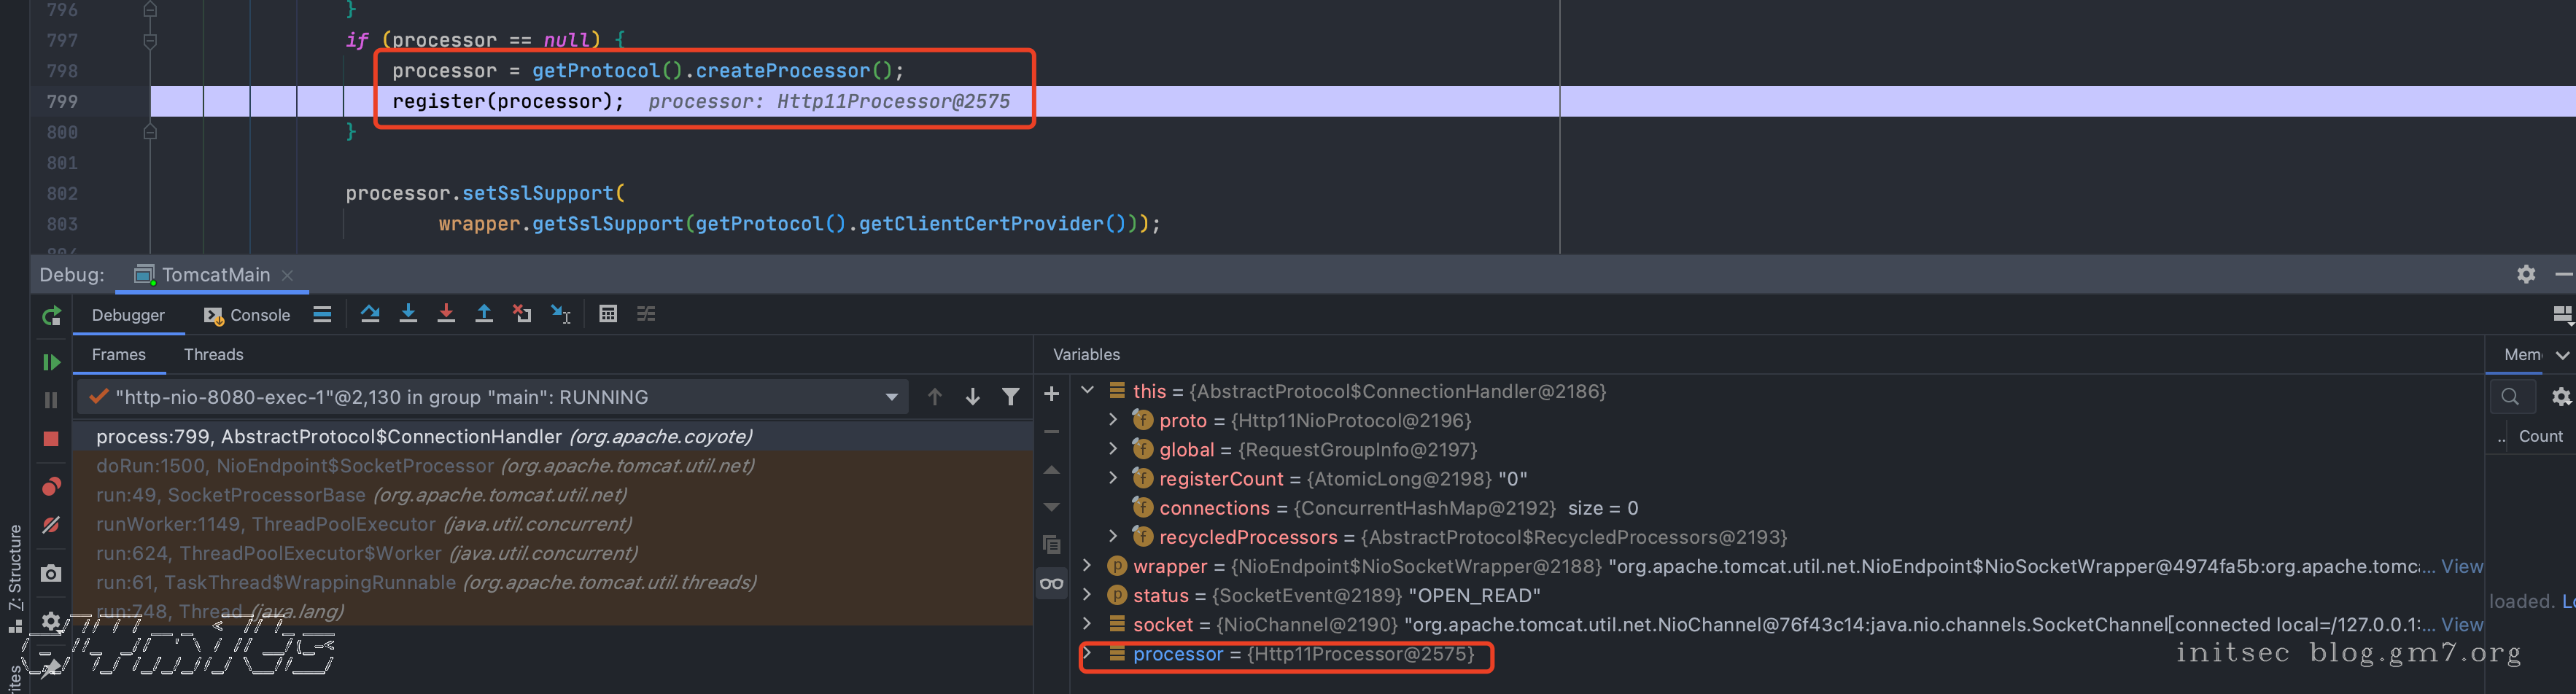 796 }
797 if (processor == null) {
798 processor = getProtocol().createProcessor();
799 register(processor); processor: Http11Processor@2575
800 }
801
802 processor.setSslSupport(
803 wrapper.getSslSupport(getProtocol().getClientCertProvider()));
Debug: TomcatMain
Debugger Console
Frames Threads
"http-nio-8080-exec-1"@2,130 in group "main": RUNNING
process:799, AbstractProtocol$ConnectionHandler (org.apache.coyote)
doRun:1500, NioEndpoint$SocketProcessor (org.apache.tomcat.util.net)
run:49, SocketProcessorBase (org.apache.tomcat.util.net)
runWorker:1149, ThreadPoolExecutor (java.util.concurrent)
run:624, ThreadPoolExecutor$Worker (java.util.concurrent)
run:61, TaskThread$WrappingRunnable (org.apache.tomcat.util.threads)
run:748, Thread (java.lang)
Variables
this = {AbstractProtocol$ConnectionHandler@2186}
proto = {Http11NioProtocol@2196}
global = {RequestGroupInfo@2197}
registerCount = {AtomicLong@2198} "0"
connections = {ConcurrentHashMap@2192} size = 0
recycledProcessors = {AbstractProtocol$RecycledProcessors@2193}
wrapper = {NioEndpoint$NioSocketWrapper@2188} "org.apache.tomcat.util.net.NioEndpoint$NioSocketWrapper@4974fa5b:org.apache.tomc... View
status = {SocketEvent@2189} "OPEN_READ"
socket = {NioChannel@2190} "org.apache.tomcat.util.net.NioChannel@76f43c14:java.nio.channels.SocketChannel[connected local=/127.0.0.1:... View
processor = {Http11Processor@2575}
Mem
.. Count
loaded. Lo
Z: Structure
rites
initsec blog.gm7.org